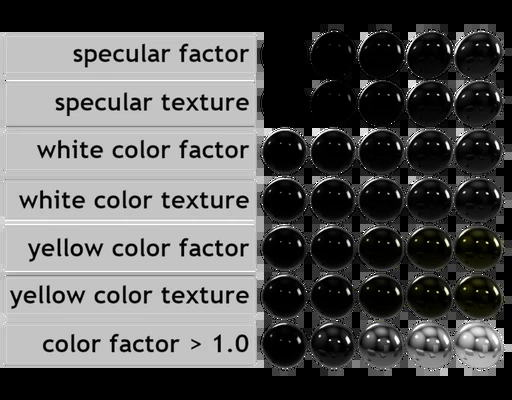 specular factor
specular texture
white color factor
white color texture
yellow color factor
yellow color texture
color factor > 1.0